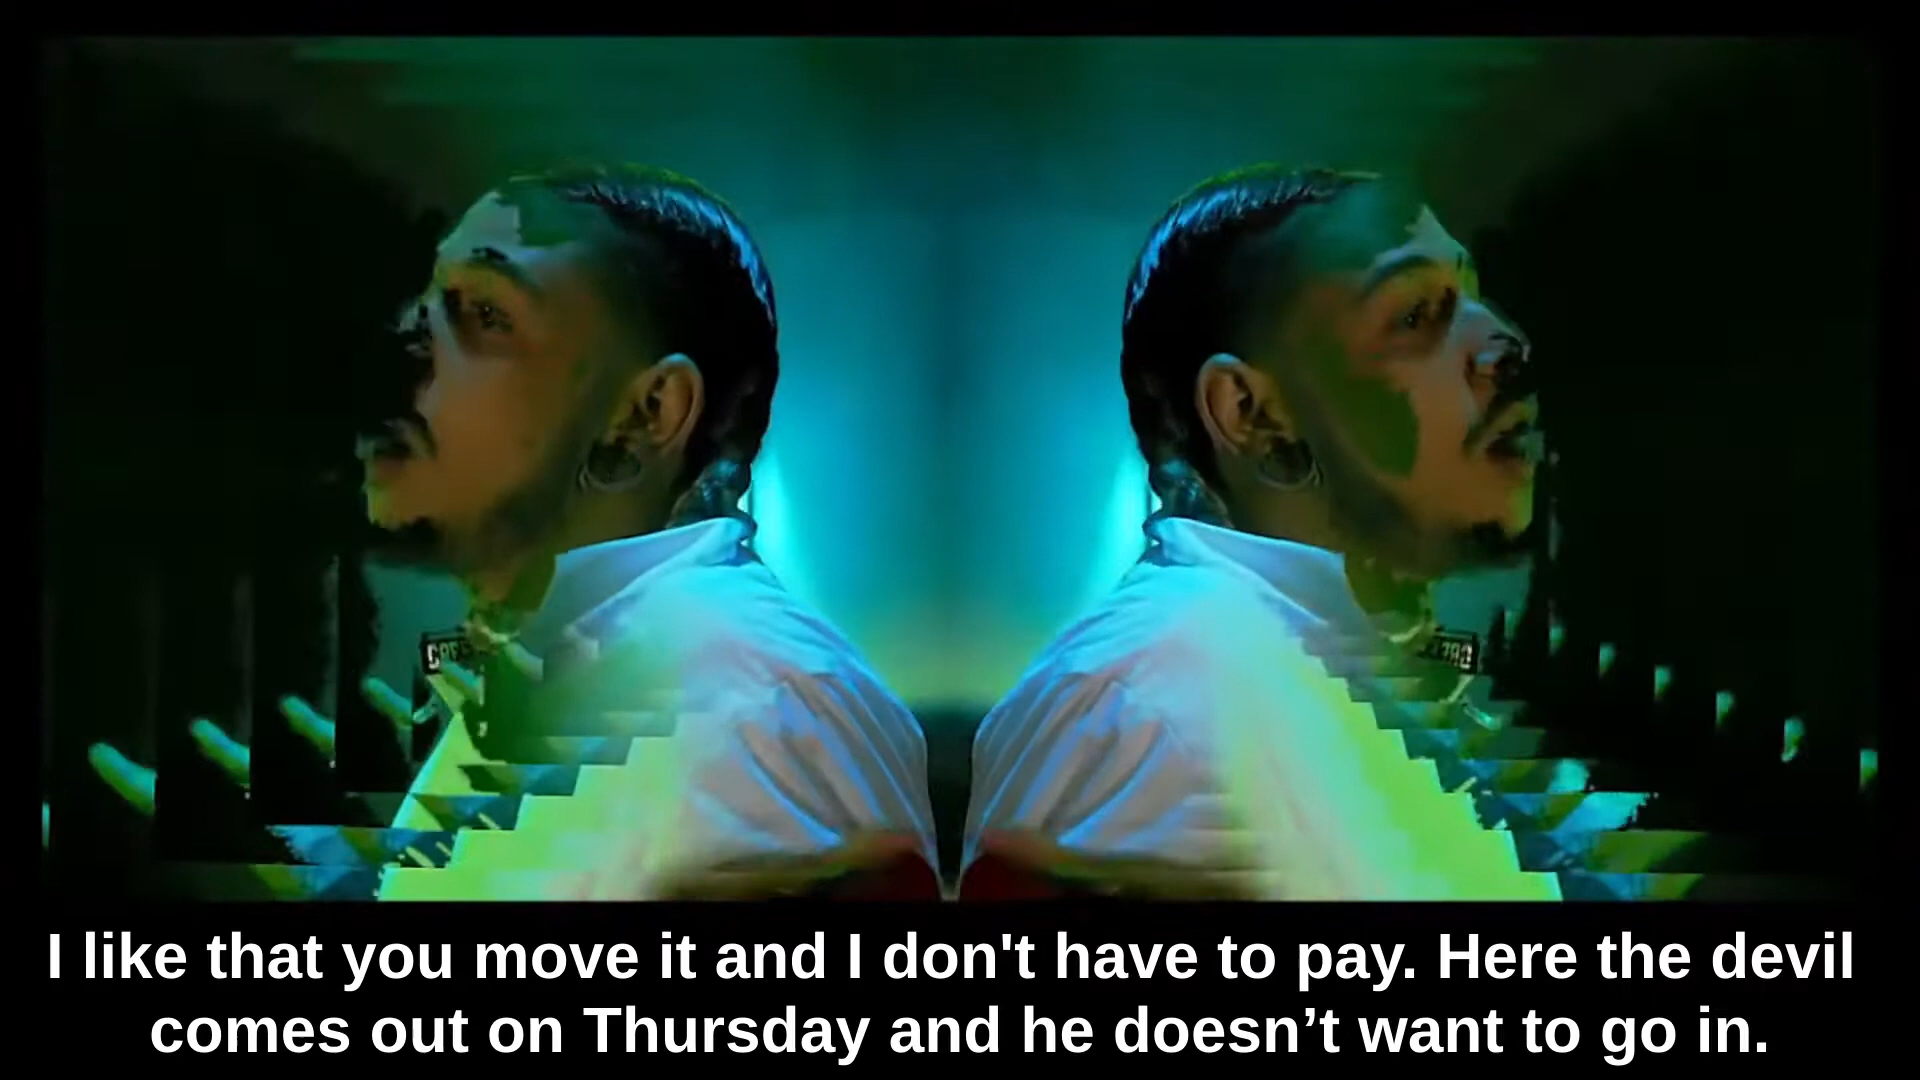 I like that you move it and I don't have to pay. Here the devil
comes out on Thursday and he doesn’t want to go in.